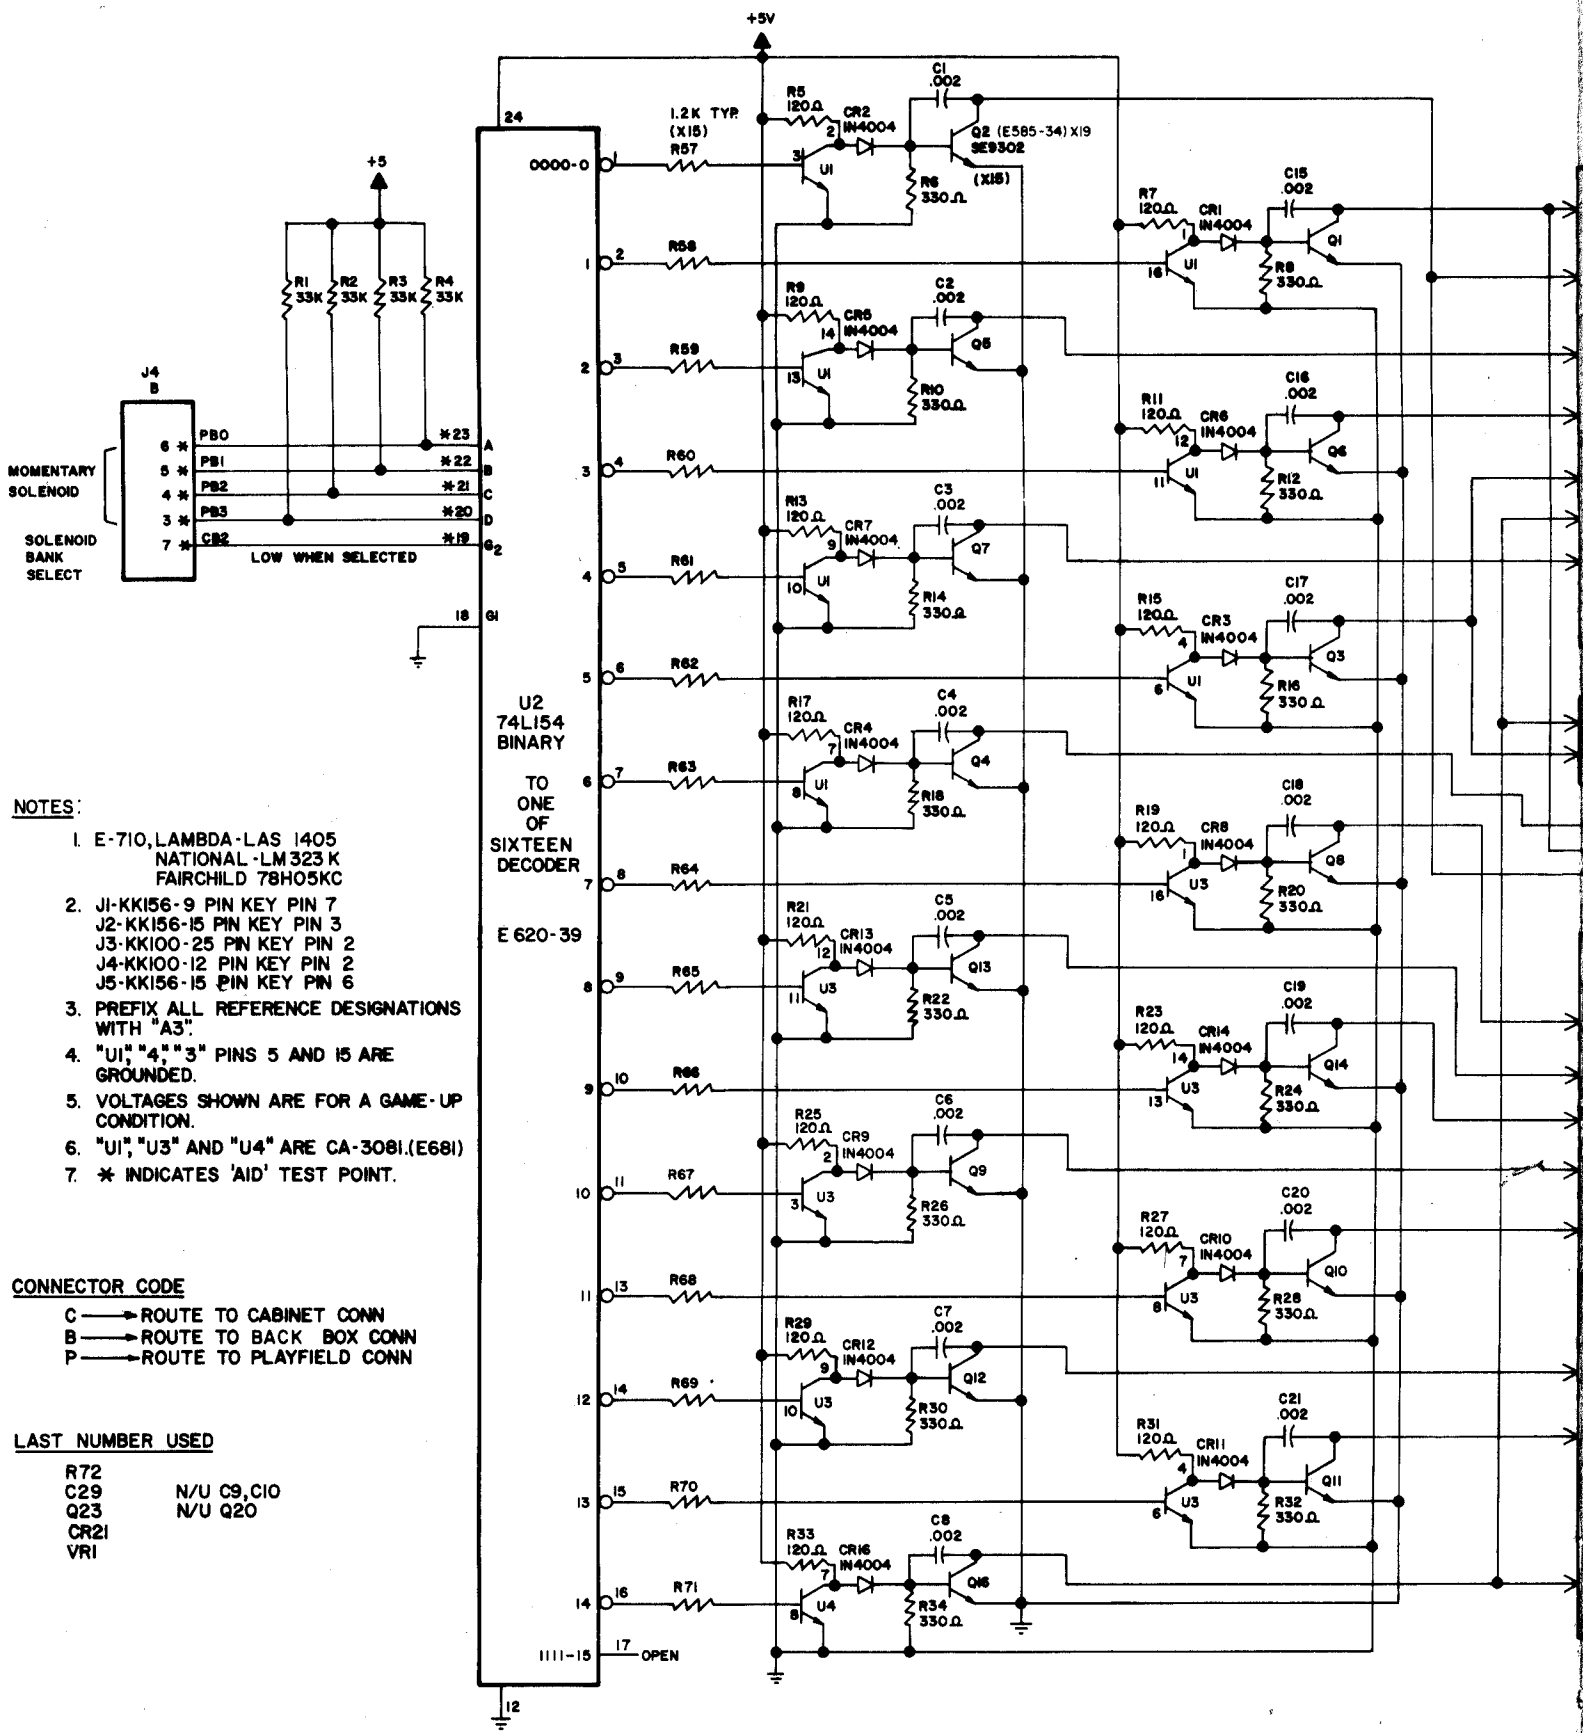 +5V
24
1.2K TYP.
(X15)
R57
R5
120Ω
2
CR2
IN4004
C1
.002
Q2 (E585-34) X19
SE9302
(X15)
3
U1
R6
330Ω
0000-0
1
+5
R1
33K
R2
33K
R3
33K
R4
33K
R7
120Ω
1
CR1
IN4004
C15
.002
Q1
16
U1
R8
330Ω
1
2
R58
R9
120Ω
14
CR5
IN4004
C2
.002
Q5
13
U1
R10
330Ω
2
3
R59
J4
B
R11
120Ω
12
CR6
IN4004
C16
.002
Q6
11
U1
R12
330Ω
3
4
R60
MOMENTARY
SOLENOID
6 * PB0 *23 A
5 * PB1 *22 B
4 * PB2 *21 C
3 * PB3 *20 D
7 * CB2 *19 G2
SOLENOID
BANK
SELECT
LOW WHEN SELECTED
18 G1
R13
120Ω
9
CR7
IN4004
C3
.002
Q7
10
U1
R14
330Ω
4
5
R61
R15
120Ω
4
CR3
IN4004
C17
.002
Q3
6
U1
R16
330Ω
5
6
R62
U2
74L154
BINARY
TO
ONE
OF
SIXTEEN
DECODER
E 620-39
R17
120Ω
7
CR4
IN4004
C4
.002
Q4
8
U1
R18
330Ω
6
7
R63
R19
120Ω
1
CR8
IN4004
C18
.002
Q8
16
U3
R20
330Ω
7
8
R64
R21
120Ω
12
CR13
IN4004
C5
.002
Q13
11
U3
R22
330Ω
8
9
R65
R23
120Ω
14
CR14
IN4004
C19
.002
Q14
13
U3
R24
330Ω
9
10
R66
R25
120Ω
2
CR9
IN4004
C6
.002
Q9
3
U3
R26
330Ω
10
11
R67
R27
120Ω
7
CR10
IN4004
C20
.002
Q10
8
U3
R28
330Ω
11
13
R68
R29
120Ω
9
CR12
IN4004
C7
.002
Q12
10
U3
R30
330Ω
12
14
R69
R31
120Ω
4
CR11
IN4004
C21
.002
Q11
6
U3
R32
330Ω
13
15
R70
R33
120Ω
7
CR16
IN4004
C8
.002
Q16
8
U4
R34
330Ω
14
16
R71
1111-15
17
OPEN
12
NOTES:
1. E-710, LAMBDA-LAS 1405
NATIONAL-LM323K
FAIRCHILD 78H05KC
2. J1-KK156-9 PIN KEY PIN 7
J2-KK156-15 PIN KEY PIN 3
J3-KK100-25 PIN KEY PIN 2
J4-KK100-12 PIN KEY PIN 2
J5-KK156-15 PIN KEY PIN 6
3. PREFIX ALL REFERENCE DESIGNATIONS
WITH "A3".
4. "U1," "4," "3" PINS 5 AND 15 ARE
GROUNDED.
5. VOLTAGES SHOWN ARE FOR A GAME-UP
CONDITION.
6. "U1", "U3" AND "U4" ARE CA-3081.(E681)
7. * INDICATES 'AID' TEST POINT.
CONNECTOR CODE
C → ROUTE TO CABINET CONN
B → ROUTE TO BACK BOX CONN
P → ROUTE TO PLAYFIELD CONN
LAST NUMBER USED
R72
C29 N/U C9,C10
Q23 N/U Q20
CR21
VR1